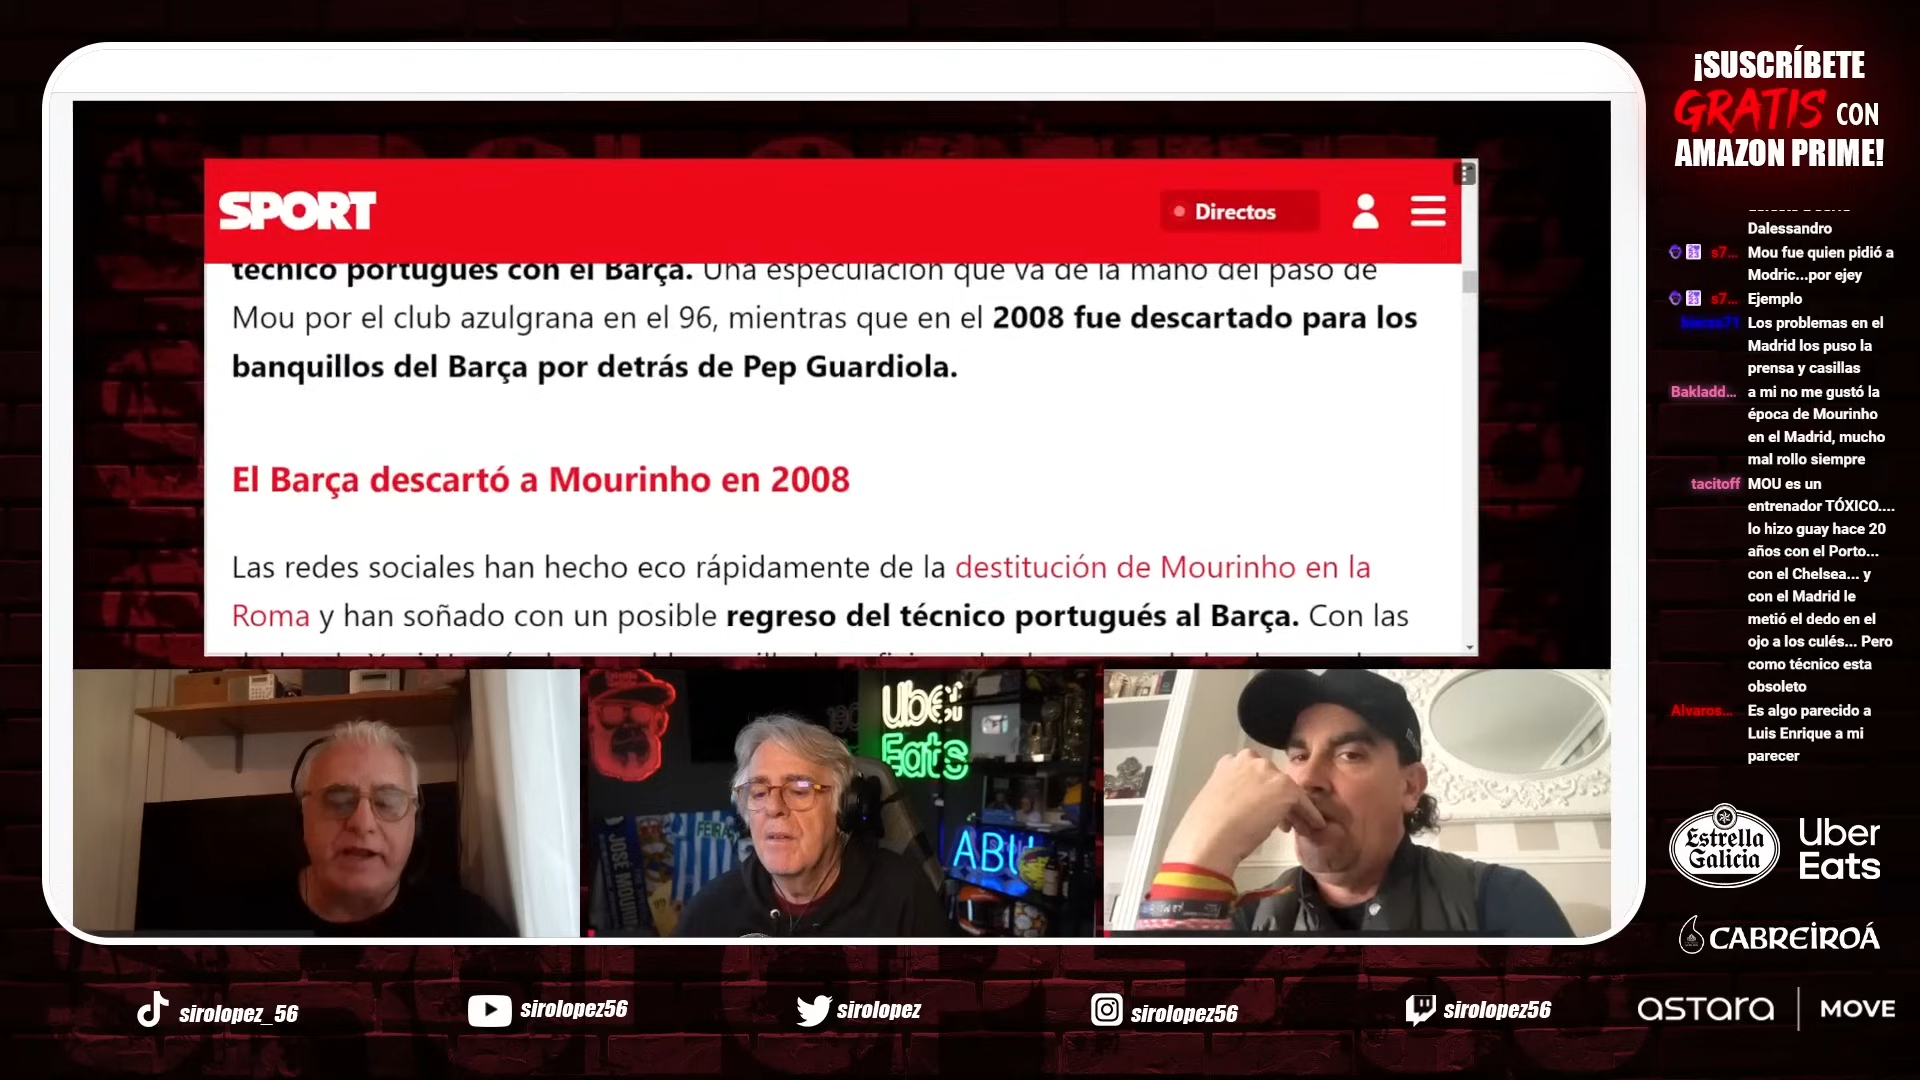 ¡SUSCRÍBETE
GRATIS CON
AMAZON PRIME!
SPORT
Directos
técnico portugués con el Barça. Una especulación que va de la mano del paso de
Mou por el club azulgrana en el 96, mientras que en el 2008 fue descartado para los
banquillos del Barça por detrás de Pep Guardiola.
El Barça descartó a Mourinho en 2008
Las redes sociales han hecho eco rápidamente de la destitución de Mourinho en la
Roma y han soñado con un posible regreso del técnico portugués al Barça. Con las
Dalessandro
s7... Mou fue quien pidió a
Modric...por ejey
s7... Ejemplo
Los problemas en el
Madrid los puso la
prensa y casillas
Bakladd... a mi no me gustó la
época de Mourinho
en el Madrid, mucho
mal rollo siempre
tacitoff MOU es un
entrenador TÓXICO....
lo hizo guay hace 20
años con el Porto...
con el Chelsea... y
con el Madrid le
metió el dedo en el
ojo a los culés... Pero
como técnico esta
obsoleto
Alvaros... Es algo parecido a
Luis Enrique a mi
parecer
Uber
Eats
FERIA
JOSÉ MOURI
ABU
Estrella
Galicia
Uber
Eats
CABREIROÁ
sirolopez_56
sirolopez56
sirolopez
sirolopez56
sirolopez56
astara | MOVE